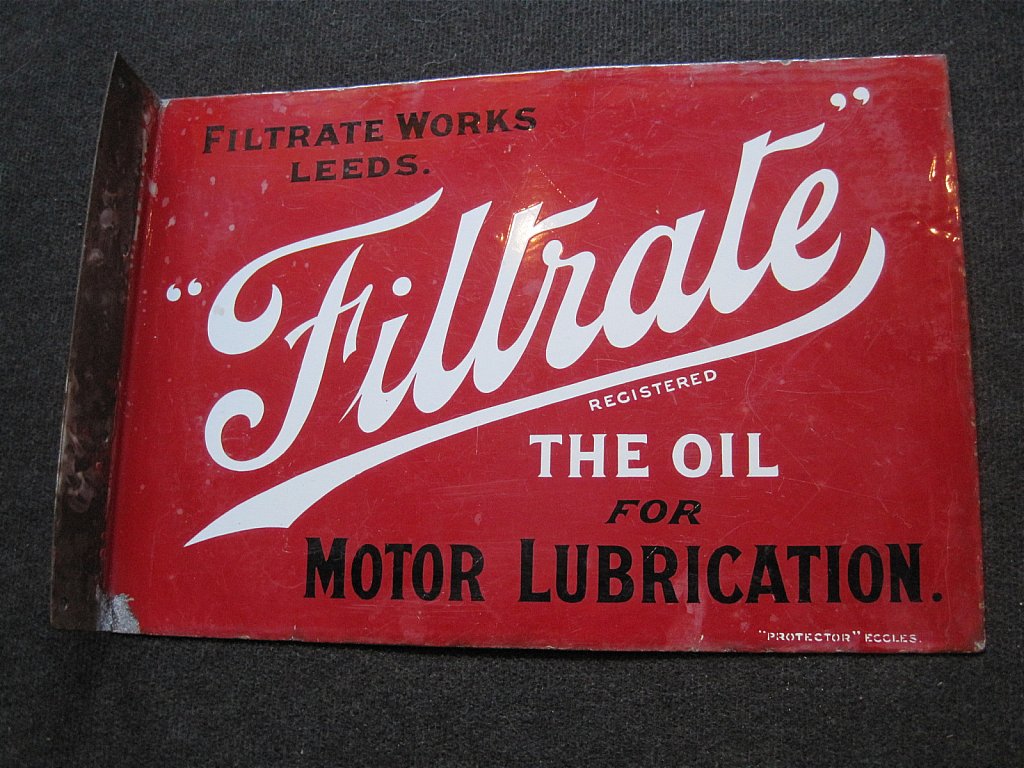 FILTRATE WORKS
LEEDS.
“Filtrate”
REGISTERED
THE OIL
FOR
MOTOR LUBRICATION.
"PROTECTOR" ECCLES.